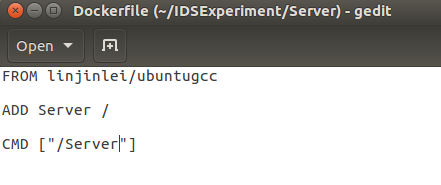 Dockerfile (~/IDSExperiment/Server) - gedit
Open
FROM linjinlei/ubuntugcc
ADD Server /
CMD ["/Server"]